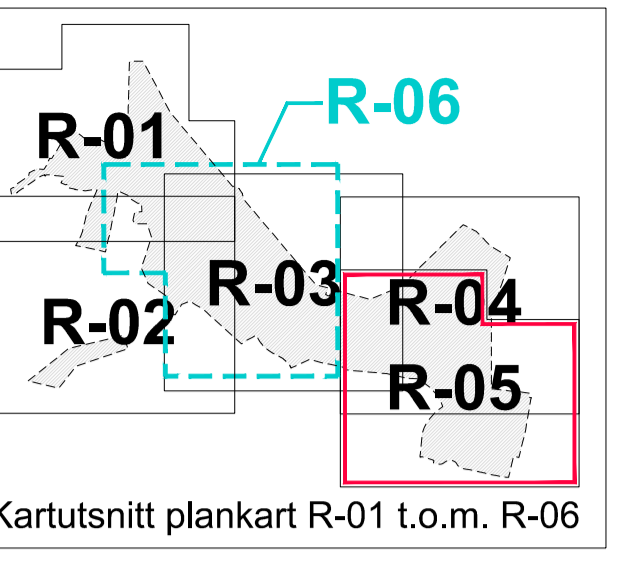 R-06
R-01
R-03
R-04
R-02
R-05
Kartutsnitt plankart R-01 t.o.m. R-06